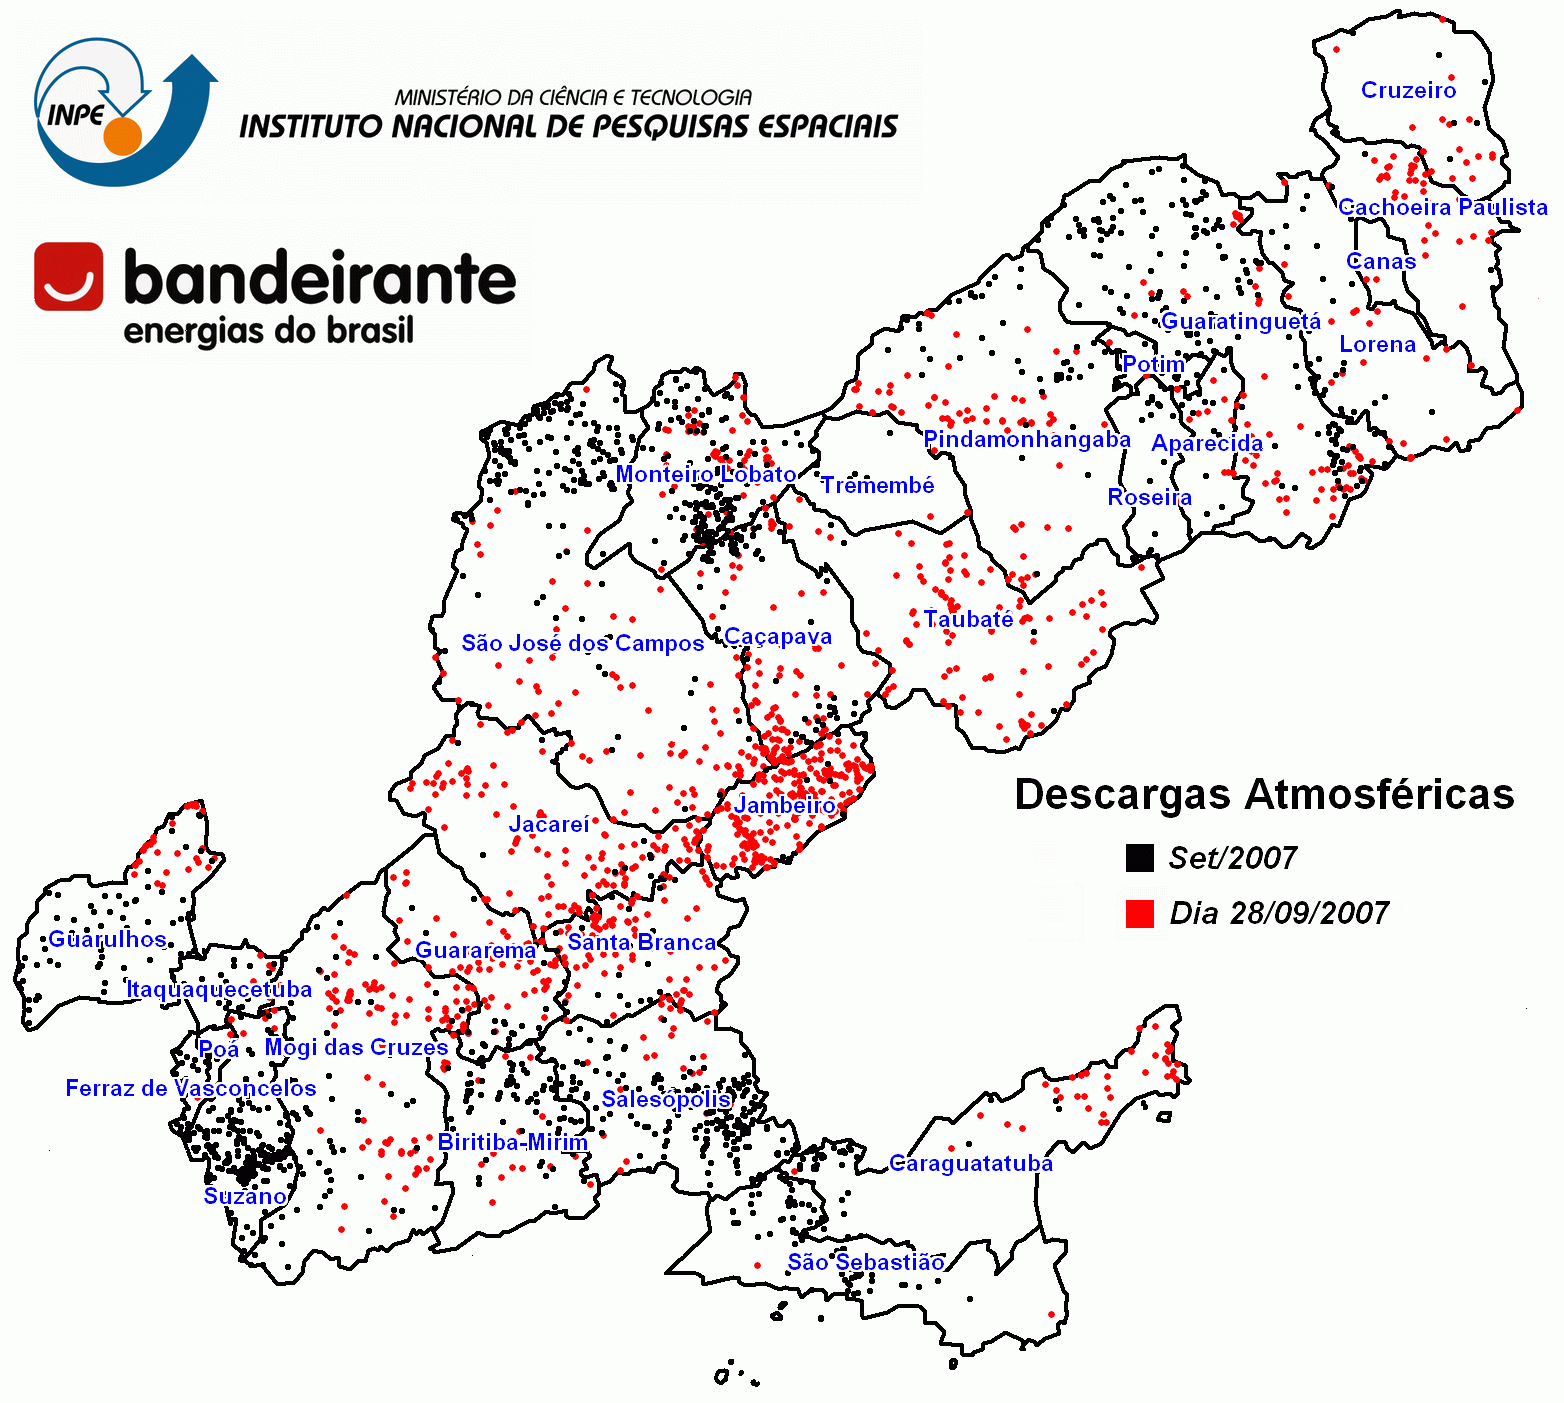 INPE
MINISTÉRIO DA CIÊNCIA E TECNOLOGIA
INSTITUTO NACIONAL DE PESQUISAS ESPACIAIS
bandeirante
energias do brasil
Cruzeiro
Cachoeira Paulista
Canas
Guaratinguetá
Lorena
Potim
Pindamonhangaba
Aparecida
Monteiro Lobato
Tremembé
Roseira
Taubaté
São José dos Campos
Caçapava
Jambeiro
Jacareí
Guarulhos
Guararema
Santa Branca
Itaquaquecetuba
Poá
Mogi das Cruzes
Ferraz de Vasconcelos
Salesópolis
Biritiba-Mirim
Suzano
Caraguatatuba
São Sebastião
Descargas Atmosféricas
Set/2007
Dia 28/09/2007